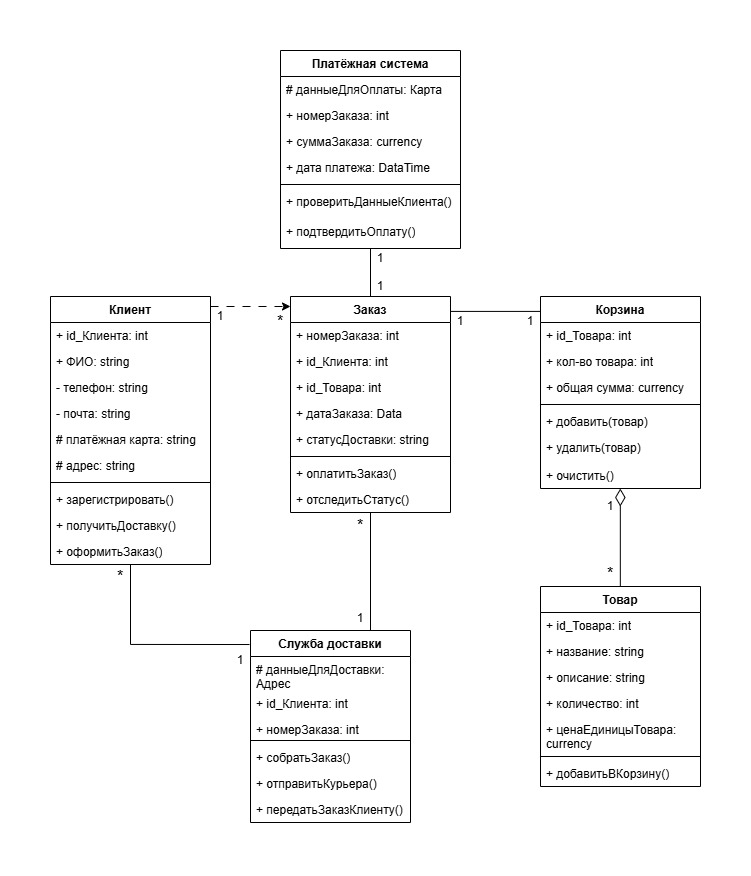 Платёжная система
# данныеДляОплаты: Карта
+ номерЗаказа: int
+ суммаЗаказа: currency
+ дата платежа: DataTime
+ проверитьДанныеКлиента()
+ подтвердитьОплату()
1
1
Клиент
+ id_Клиента: int
+ ФИО: string
- телефон: string
- почта: string
# платёжная карта: string
# адрес: string
+ зарегистрировать()
+ получитьДоставку()
+ оформитьЗаказ()
1
*
Заказ
+ номерЗаказа: int
+ id_Клиента: int
+ id_Товара: int
+ датаЗаказа: Data
+ статусДоставки: string
+ оплатитьЗаказ()
+ отследитьСтатус()
1
1
Корзина
+ id_Товара: int
+ кол-во товара: int
+ общая сумма: currency
+ добавить(товар)
+ удалить(товар)
+ очистить()
1
*
*
1
*
1
Служба доставки
# данныеДляДоставки:
Адрес
+ id_Клиента: int
+ номерЗаказа: int
+ собратьЗаказ()
+ отправитьКурьера()
+ передатьЗаказКлиенту()
Товар
+ id_Товара: int
+ название: string
+ описание: string
+ количество: int
+ ценаЕдиницыТовара:
currency
+ добавитьВКорзину()